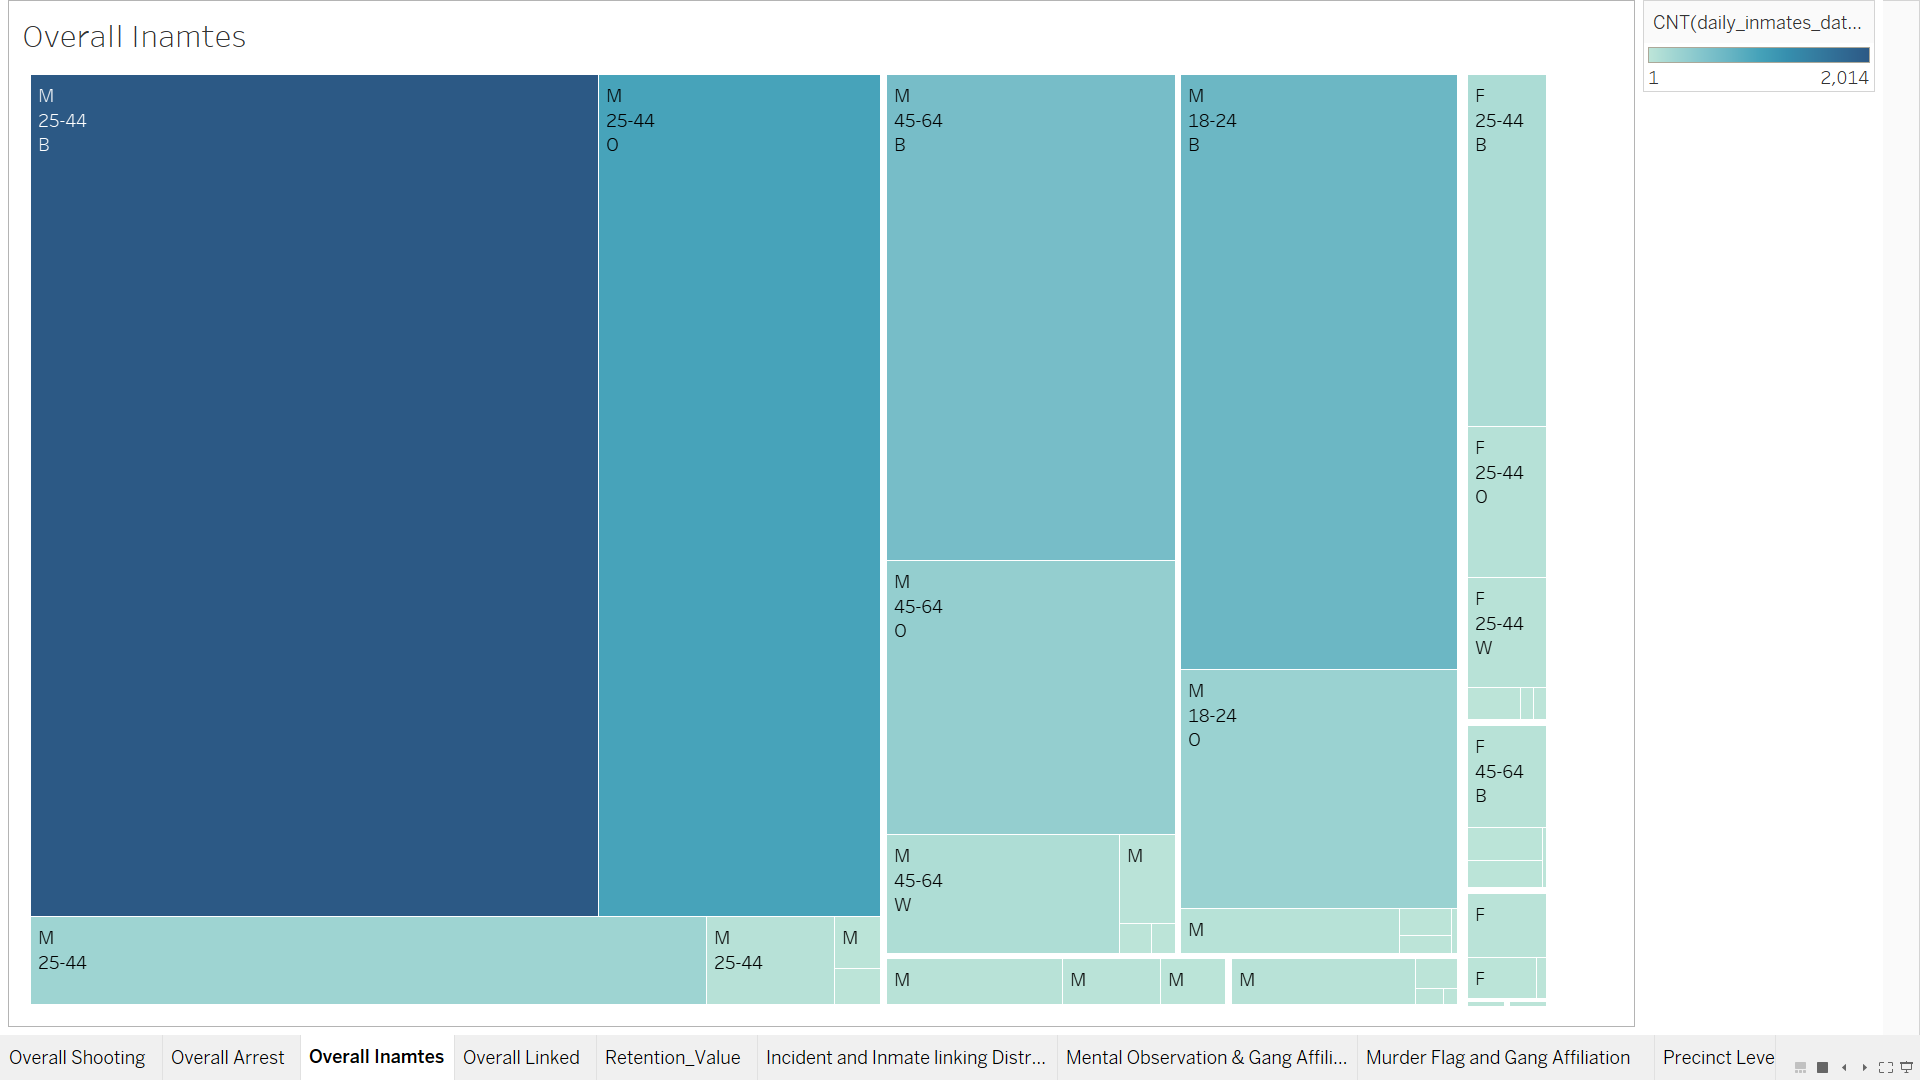 Overall Inamtes
CNT(daily_inmates_dat...
1 2,014
M
25-44
B
M
25-44
O
M
45-64
B
M
18-24
B
F
25-44
B
F
25-44
O
M
45-64
O
F
25-44
W
M
18-24
O
F
45-64
B
M
45-64
W
M
M
F
M
25-44
M
25-44
M
M
M
M
M
F
Overall Shooting
Overall Arrest
Overall Inamtes
Overall Linked
Retention_Value
Incident and Inmate linking Distr...
Mental Observation & Gang Affili...
Murder Flag and Gang Affiliation
Precinct Leve